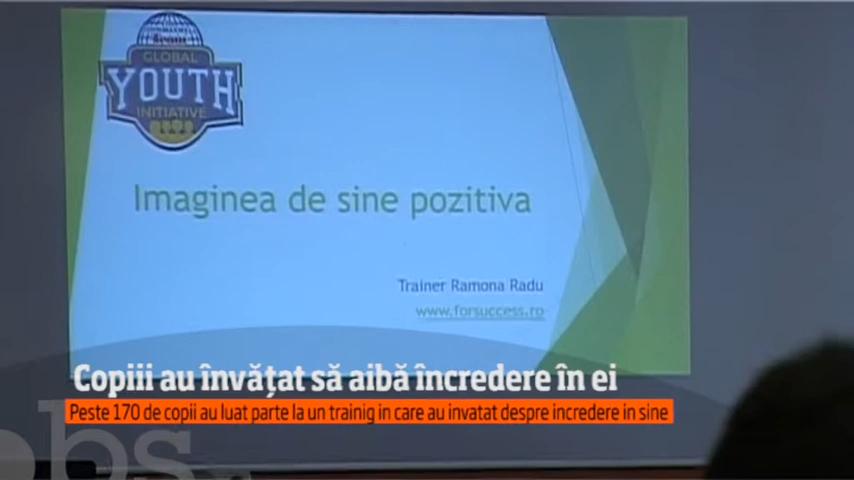 GLOBAL
YOUTH
INITIATIVE
Imaginea de sine pozitiva
Trainer Ramona Radu
www.forsuccess.ro
Copiii au învățat să aibă încredere în ei
Peste 170 de copii au luat parte la un trainig in care au invatat despre incredere in sine
bs